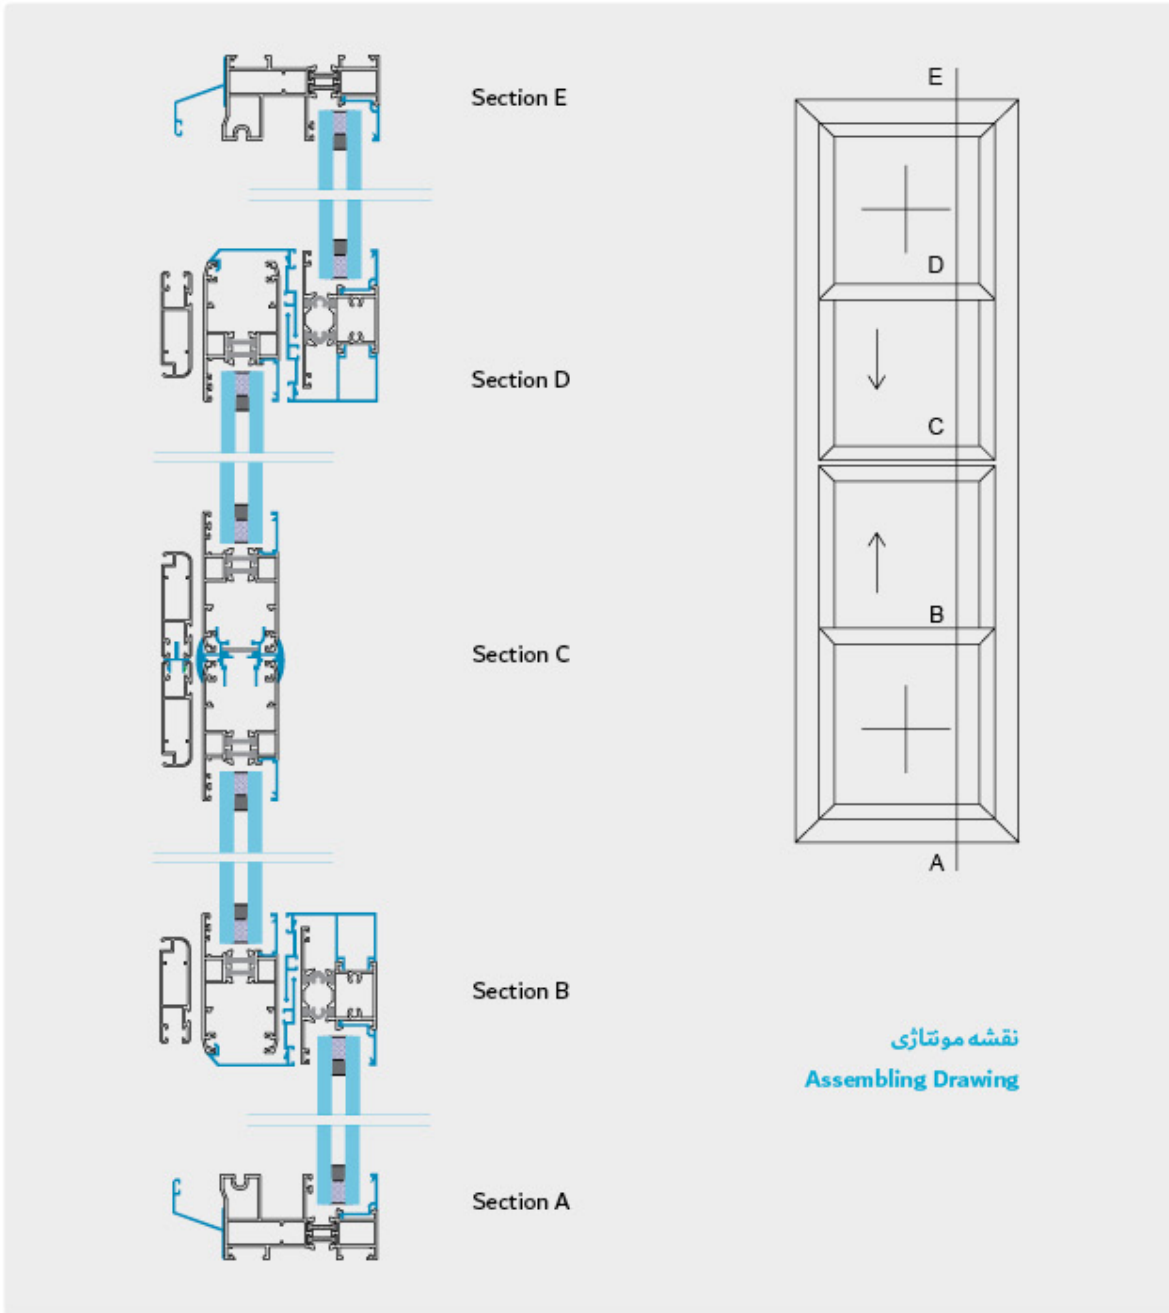 Section E
Section D
Section C
Section B
Section A
E
D
C
B
A
نقشه مونتاژی
Assembling Drawing